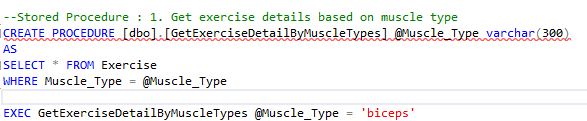 --Stored Procedure : 1. Get exercise details based on muscle type
CREATE PROCEDURE [dbo].[GetExerciseDetailByMuscleTypes] @Muscle_Type varchar(300)
AS
SELECT * FROM Exercise
WHERE Muscle_Type = @Muscle_Type
EXEC GetExerciseDetailByMuscleTypes @Muscle_Type = 'biceps'